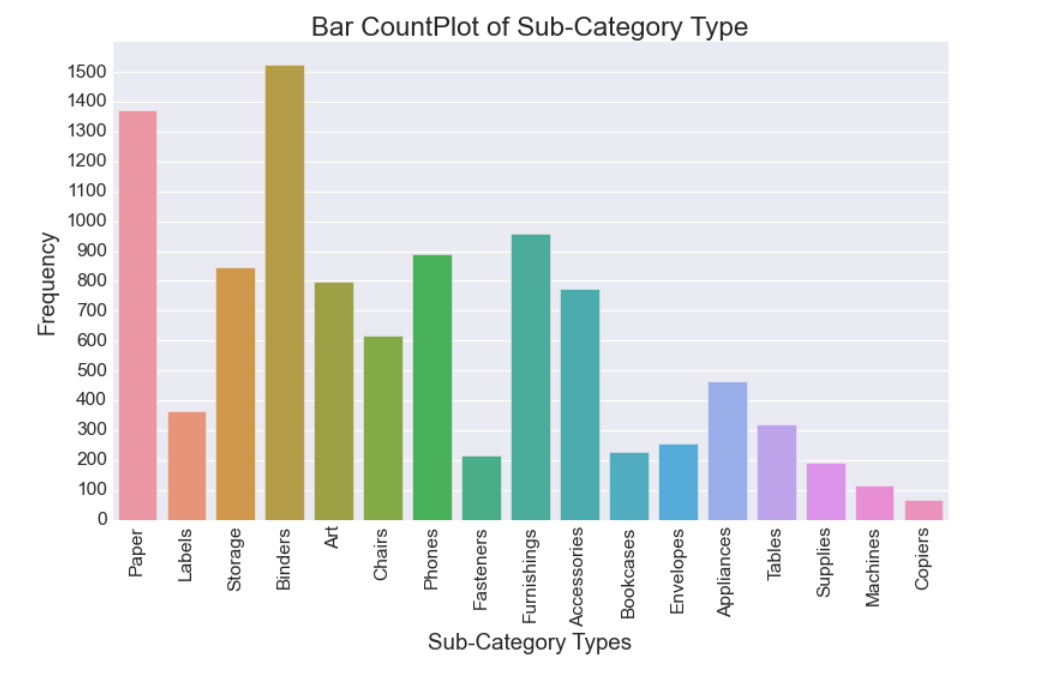 Bar CountPlot of Sub-Category Type
1500
1400
1300
1200
1100
1000
900
800
700
600
500
400
300
200
100
0
Frequency
Paper
Labels
Storage
Binders
Art
Chairs
Phones
Fasteners
Furnishings
Accessories
Bookcases
Envelopes
Appliances
Tables
Supplies
Machines
Copiers
Sub-Category Types